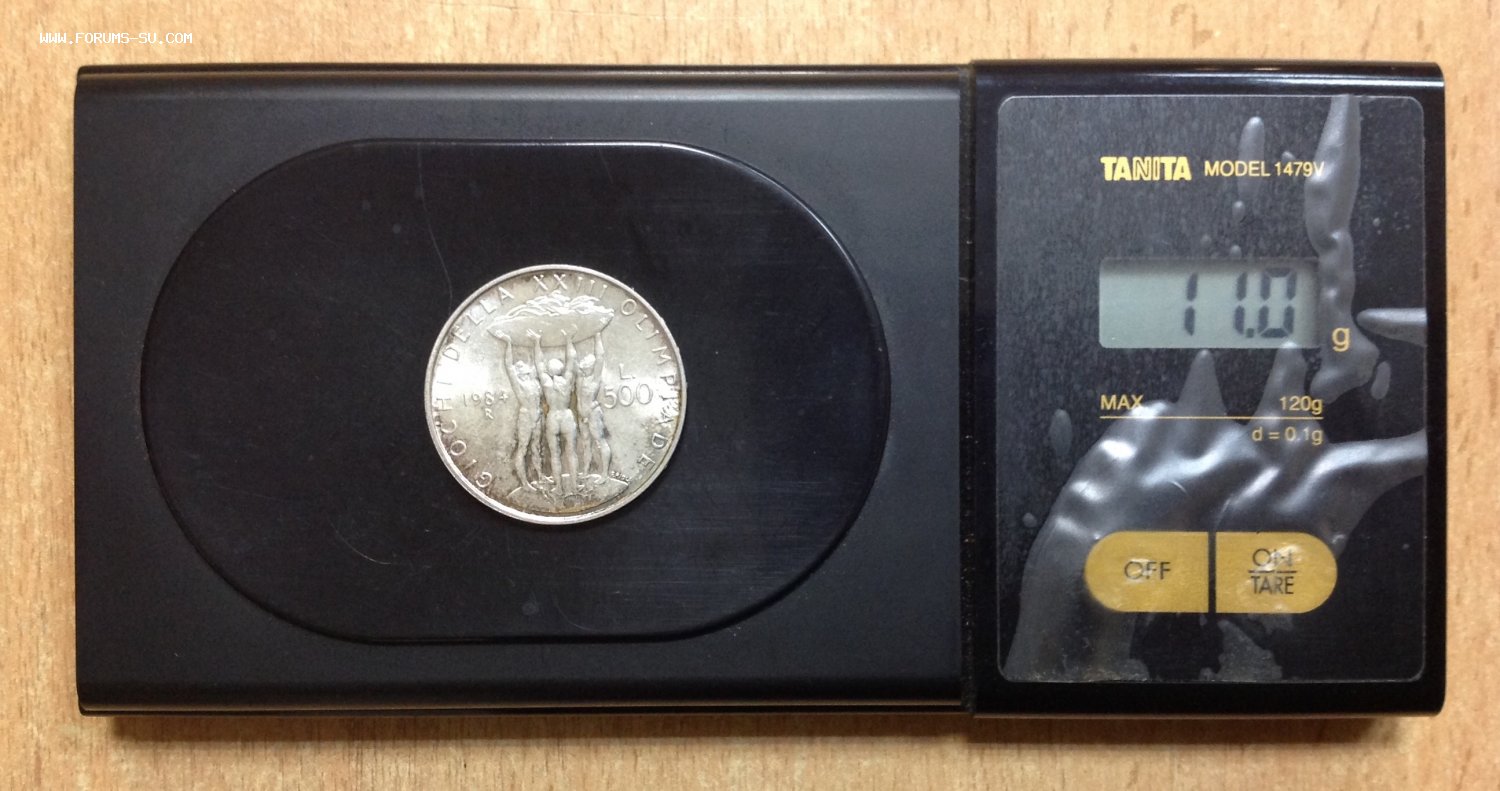 www.forums-su.com
TANITA MODEL 1479V
11.0 g
MAX 120g
d = 0.1g
OFF
ON
TARE
GIOCHI DELLA XXIII OLIMPIADE
L.
1984 500
R